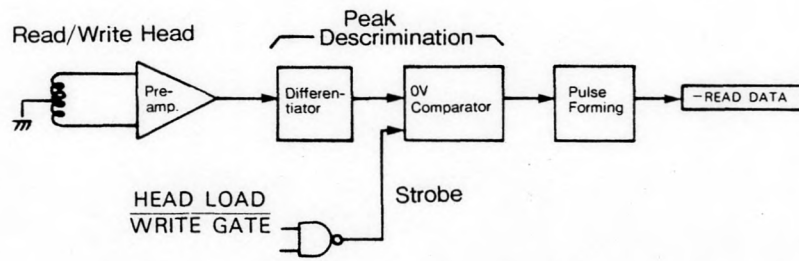 Peak
Descrimination
Read/Write Head
Pre-
amp.
Differen-
tiator
0V
Comparator
Pulse
Forming
-READ DATA
Strobe
HEAD LOAD
WRITE GATE